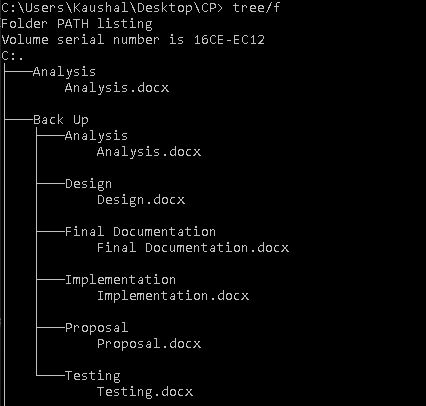 C:\Users\Kaushal\Desktop\CP> tree/f
Folder PATH listing
Volume serial number is 16CE-EC12
C:.
├───Analysis
│       Analysis.docx
│
├───Back Up
│   ├───Analysis
│   │       Analysis.docx
│   │
│   ├───Design
│   │       Design.docx
│   │
│   ├───Final Documentation
│   │       Final Documentation.docx
│   │
│   ├───Implementation
│   │       Implementation.docx
│   │
│   ├───Proposal
│   │       Proposal.docx
│   │
│   └───Testing
│           Testing.docx